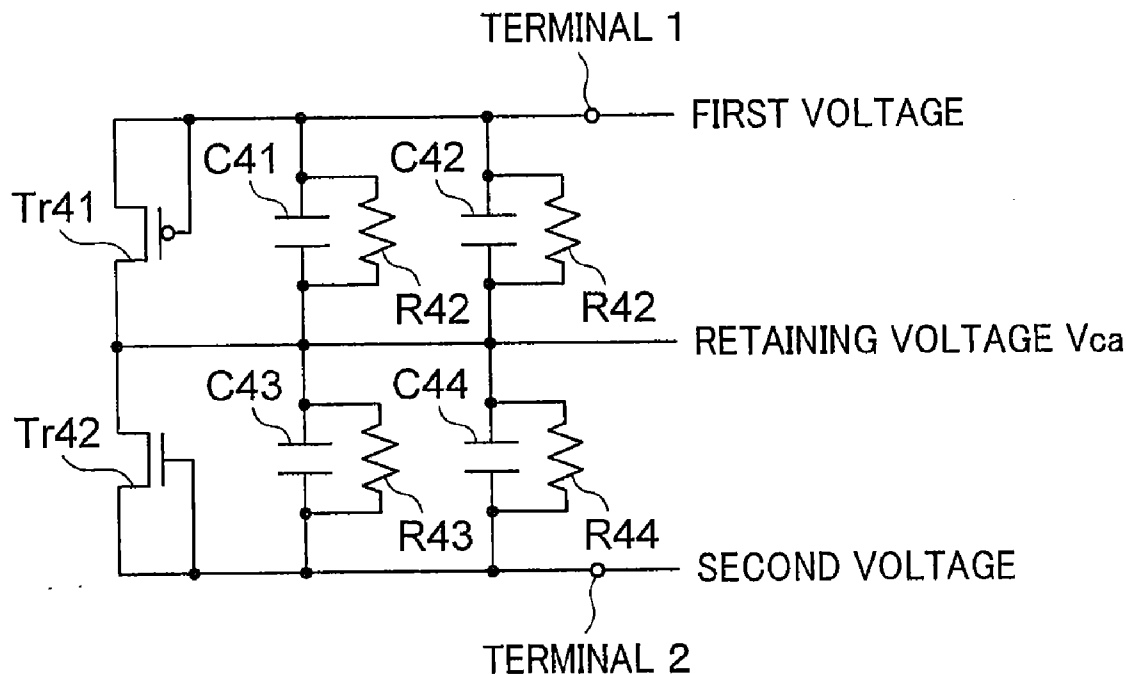 TERMINAL 1
FIRST VOLTAGE
C41
C42
Tr41
R42
R42
RETAINING VOLTAGE Vca
C43
C44
Tr42
R43
R44
SECOND VOLTAGE
TERMINAL 2